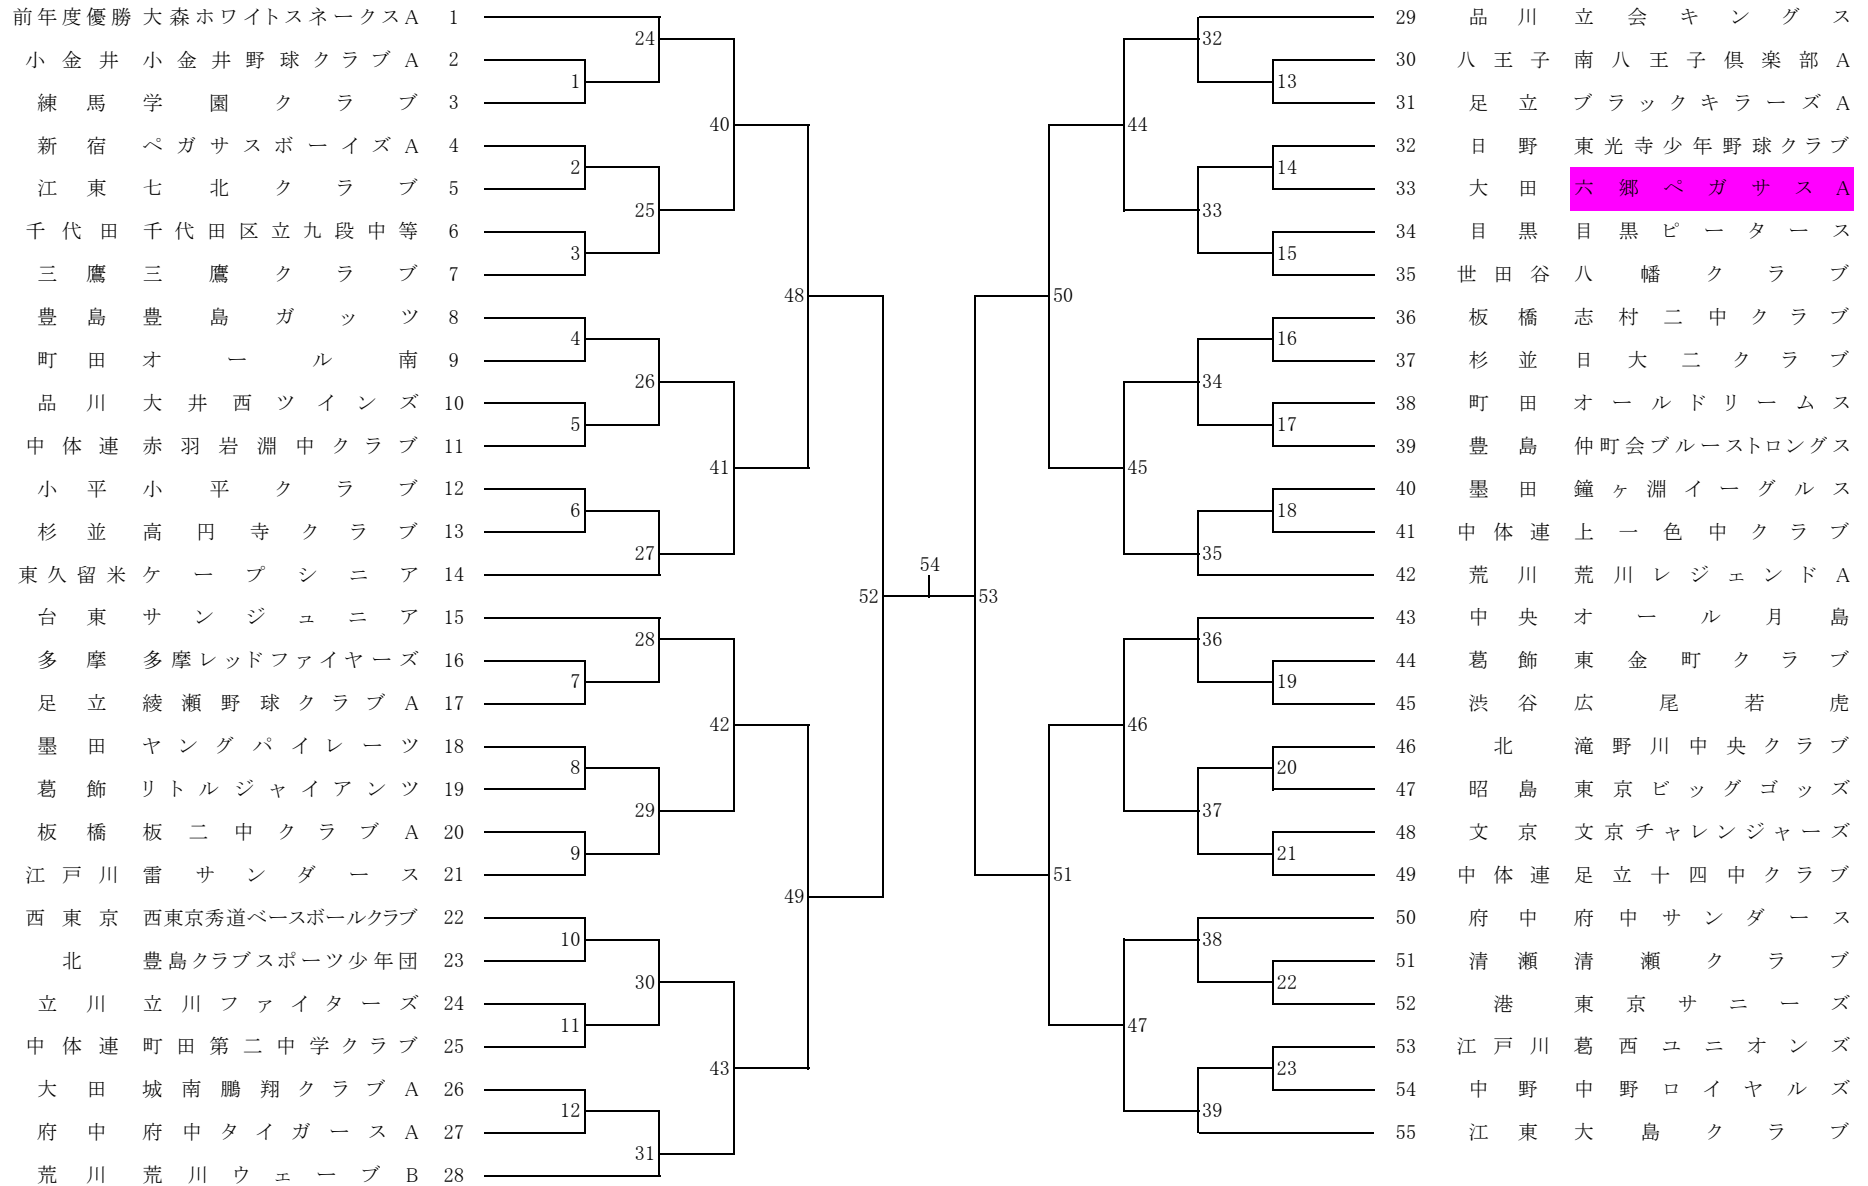 前年度優勝 大森ホワイトスネークスA 1
小金井 小金井野球クラブA 2
練馬 学園クラブ 3
新宿 ペガサスボーイズA 4
江東 七北クラブ 5
千代田 千代田区立九段中等 6
三鷹 三鷹クラブ 7
豊島 豊島ガッツ 8
町田 オール南 9
品川 大井西ツインズ 10
中体連 赤羽岩淵中クラブ 11
小平 小平クラブ 12
杉並 高円寺クラブ 13
東久留米 ケープシニア 14
台東 サンジュニア 15
多摩 多摩レッドファイヤーズ 16
足立 綾瀬野球クラブA 17
墨田 ヤングパイレーツ 18
葛飾 リトルジャイアンツ 19
板橋 板二中クラブA 20
江戸川 雷サンダース 21
西東京 西東京秀道ベースボールクラブ 22
北 豊島クラブスポーツ少年団 23
立川 立川ファイターズ 24
中体連 町田第二中学クラブ 25
大田 城南鵬翔クラブA 26
府中 府中タイガースA 27
荒川 荒川ウェーブB 28
1
2
3
4
5
6
7
8
9
10
11
12
24
25
26
27
28
29
30
31
40
41
42
43
48
49
52
54
53
50
51
44
45
46
47
32
33
34
35
36
37
38
39
13
14
15
16
17
18
19
20
21
22
23
29 品川 立会キングス
30 八王子 南八王子倶楽部A
31 足立 ブラックキラーズA
32 日野 東光寺少年野球クラブ
33 大田 六郷ペガサスA
34 目黒 目黒ピータース
35 世田谷 八幡クラブ
36 板橋 志村二中クラブ
37 杉並 日大二クラブ
38 町田 オールドリームス
39 豊島 仲町会ブルーストロングス
40 墨田 鐘ヶ淵イーグルス
41 中体連 上一色中クラブ
42 荒川 荒川レジェンドA
43 中央 オール月島
44 葛飾 東金町クラブ
45 渋谷 広尾若虎
46 北 滝野川中央クラブ
47 昭島 東京ビッグゴッズ
48 文京 文京チャレンジャーズ
49 中体連 足立十四中クラブ
50 府中 府中サンダース
51 清瀬 清瀬クラブ
52 港 東京サニーズ
53 江戸川 葛西ユニオンズ
54 中野 中野ロイヤルズ
55 江東 大島クラブ